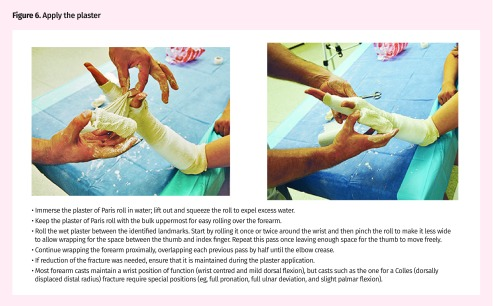 Figure 6. Apply the plaster
• Immerse the plaster of Paris roll in water; lift out and squeeze the roll to expel excess water.
• Keep the plaster of Paris roll with the bulk uppermost for easy rolling over the forearm.
• Roll the wet plaster between the identified landmarks. Start by rolling it once or twice around the wrist and then pinch the roll to make it less wide
to allow wrapping for the space between the thumb and index finger. Repeat this pass once leaving enough space for the thumb to move freely.
• Continue wrapping the forearm proximally, overlapping each previous pass by half until the elbow crease.
• If reduction of the fracture was needed, ensure that it is maintained during the plaster application.
• Most forearm casts maintain a wrist position of function (wrist centred and mild dorsal flexion), but casts such as the one for a Colles (dorsally
displaced distal radius) fracture require special positions (eg, full pronation, full ulnar deviation, and slight palmar flexion).